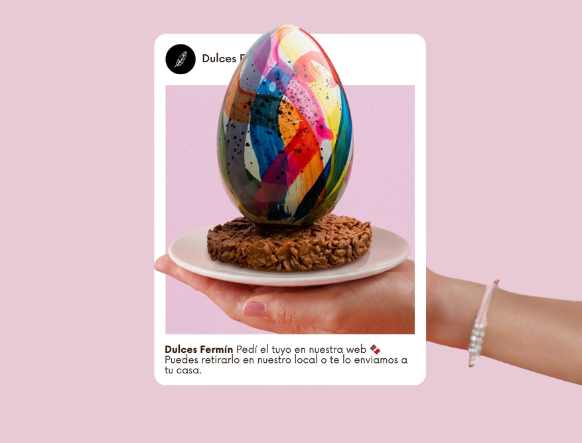 Dulces F
Dulces Fermín Pedí el tuyo en nuestra web 🍫
Puedes retirarlo en nuestro local o te lo enviamos a
tu casa.